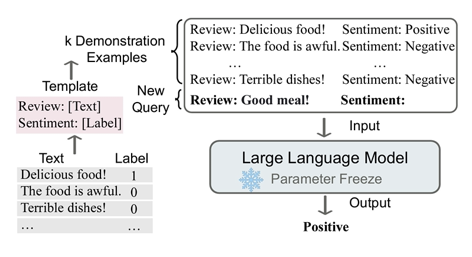 k Demonstration
Examples
Review: Delicious food! Sentiment: Positive
Review: The food is awful. Sentiment: Negative
... ...
Review: Terrible dishes! Sentiment: Negative
New
Query
Review: Good meal! Sentiment:
Template
Review: [Text]
Sentiment: [Label]
Text Label
Delicious food! 1
The food is awful. 0
Terrible dishes! 0
... ...
Input
Large Language Model
Parameter Freeze
Output
Positive